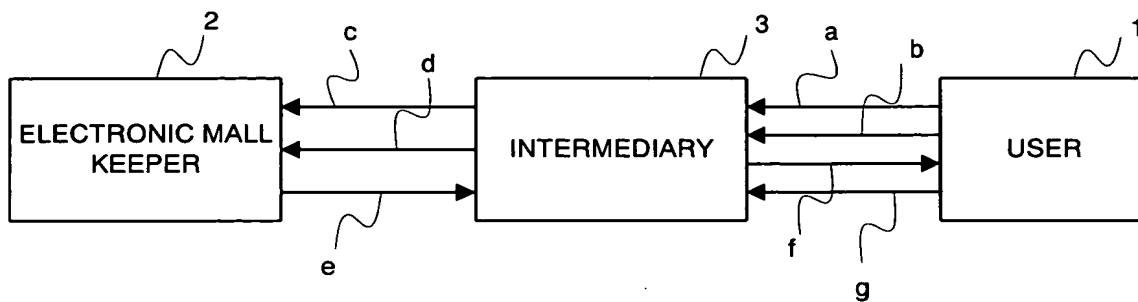 2
3
1
c
d
a
b
ELECTRONIC MALL
KEEPER
INTERMEDIARY
USER
e
f
g